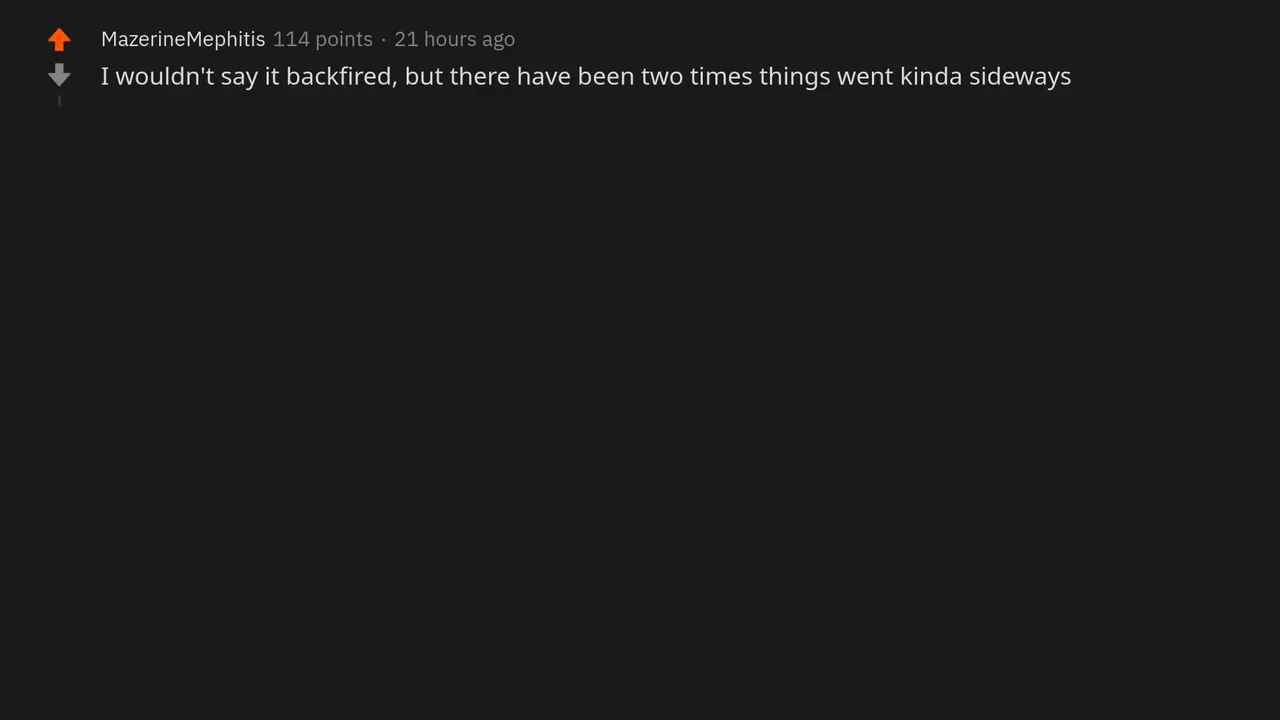 MazerineMephitis 114 points · 21 hours ago
I wouldn't say it backfired, but there have been two times things went kinda sideways